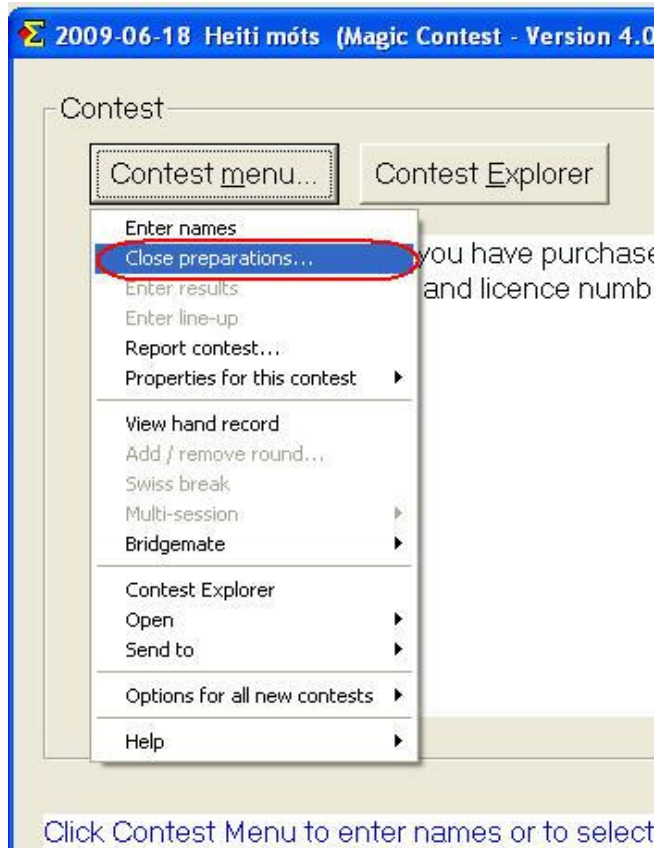 2009-06-18 Heiti móts (Magic Contest - Version 4.0
Contest
Contest menu... Contest Explorer
Enter names
Close preparations... you have purchase
Enter results and licence numb
Enter line-up
Report contest...
Properties for this contest
View hand record
Add / remove round...
Swiss break
Multi-session
Bridgemate
Contest Explorer
Open
Send to
Options for all new contests
Help
Click Contest Menu to enter names or to select